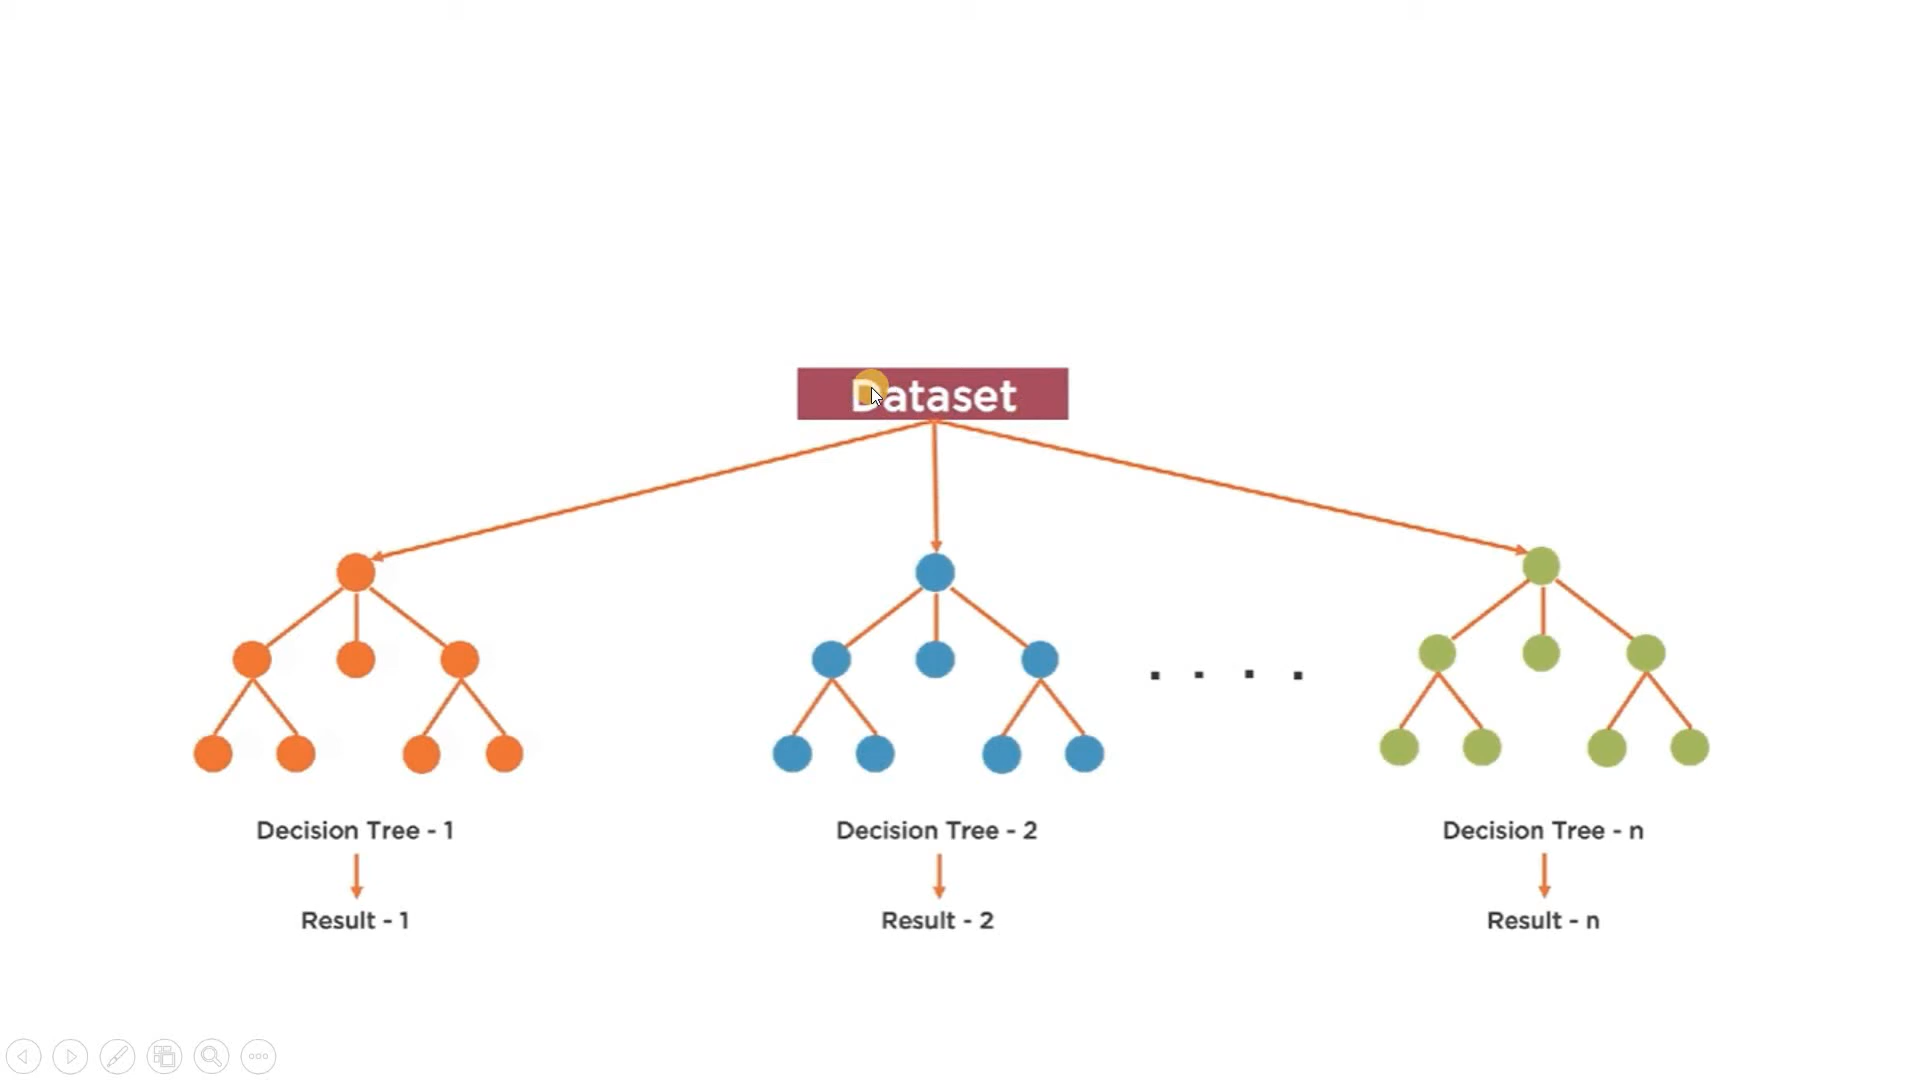 Dataset
Decision Tree - 1
Decision Tree - 2
Decision Tree - n
Result - 1
Result - 2
Result - n